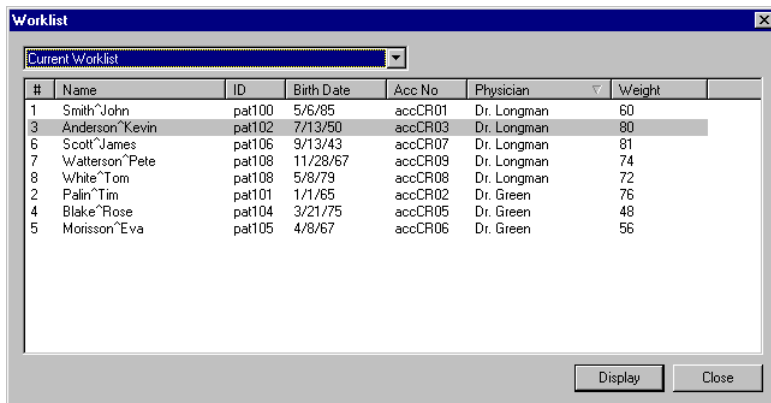 Worklist
Current Worklist
# Name ID Birth Date Acc No Physician Weight
1 Smith^John pat100 5/6/85 accCR01 Dr. Longman 60
3 Anderson^Kevin pat102 7/13/50 accCR03 Dr. Longman 80
6 Scott^James pat106 9/13/43 accCR07 Dr. Longman 81
7 Watterson^Pete pat108 11/28/67 accCR09 Dr. Longman 74
8 White^Tom pat108 5/8/79 accCR08 Dr. Longman 72
2 Palin^Tim pat101 1/1/65 accCR02 Dr. Green 76
4 Blake^Rose pat104 3/21/75 accCR05 Dr. Green 48
5 Morisson^Eva pat105 4/8/67 accCR06 Dr. Green 56
Display Close